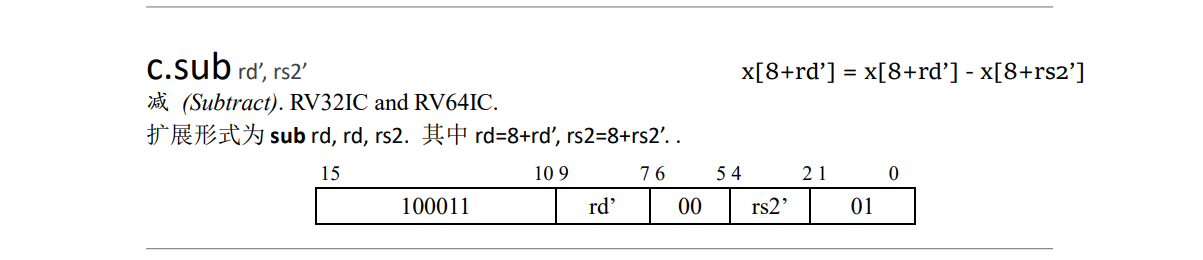 c.sub rd’, rs2’ x[8+rd’] = x[8+rd’] - x[8+rs2’]
减 (Subtract). RV32IC and RV64IC.
扩展形式为 sub rd, rd, rs2. 其中 rd=8+rd’, rs2=8+rs2’. .
15 10 9 7 6 5 4 2 1 0
100011 rd’ 00 rs2’ 01